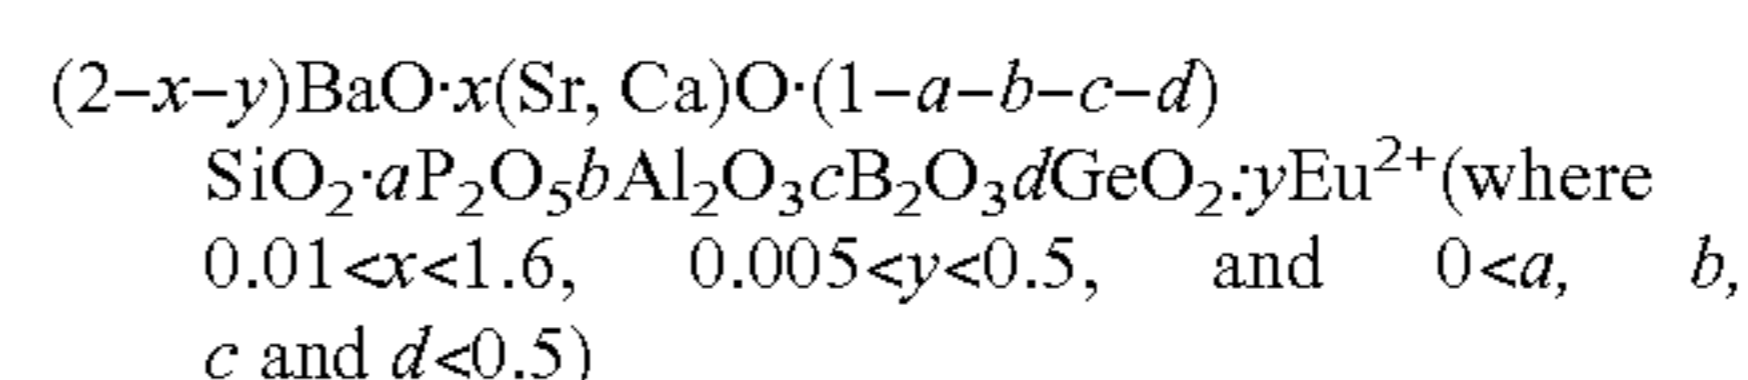 (2−x−y)BaO·x(Sr, Ca)O·(1−a−b−c−d)
SiO₂·aP₂O₅bAl₂O₃cB₂O₃dGeO₂:yEu²⁺(where
0.01<x<1.6, 0.005<y<0.5, and 0<a, b,
c and d<0.5)